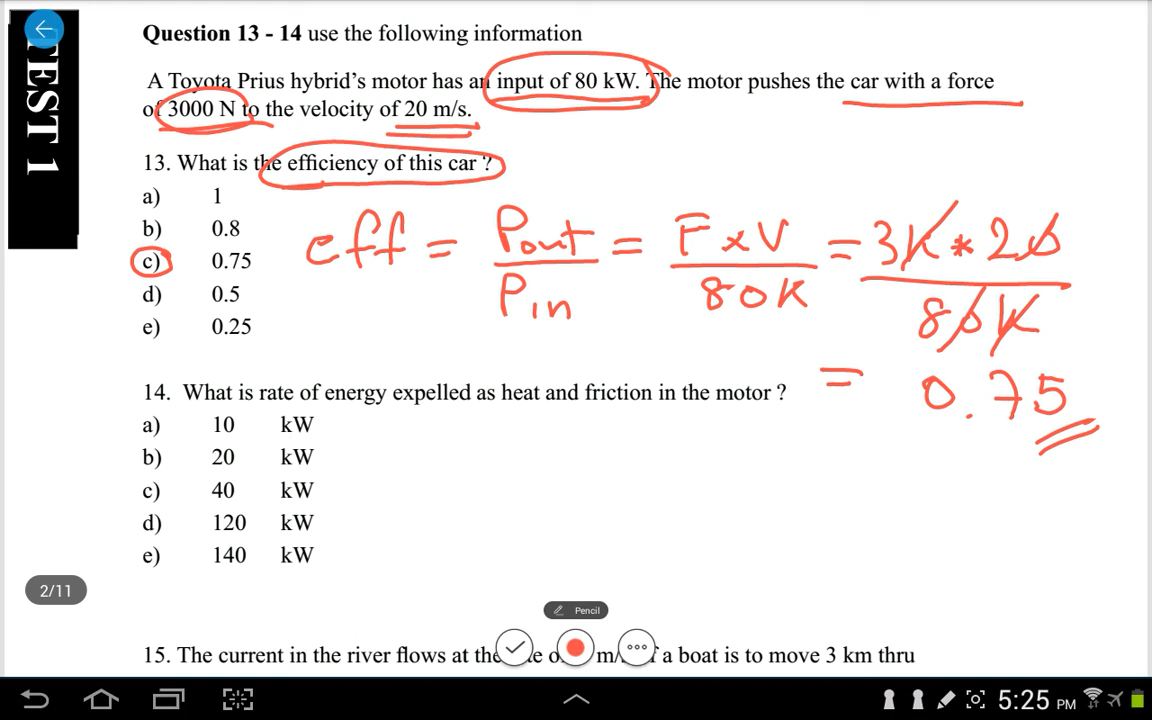 TEST 1
Question 13 - 14 use the following information
A Toyota Prius hybrid's motor has an input of 80 kW. The motor pushes the car with a force
of 3000 N to the velocity of 20 m/s.
13. What is the efficiency of this car ?
a) 1
b) 0.8
c) 0.75
d) 0.5
e) 0.25
eff = Pout/Pin = F x V/80K = 3K * 20/80K
= 0.75
14. What is rate of energy expelled as heat and friction in the motor ?
a) 10 kW
b) 20 kW
c) 40 kW
d) 120 kW
e) 140 kW
2/11
Pencil
15. The current in the river flows at the m/ a boat is to move 3 km thru
5:25 PM